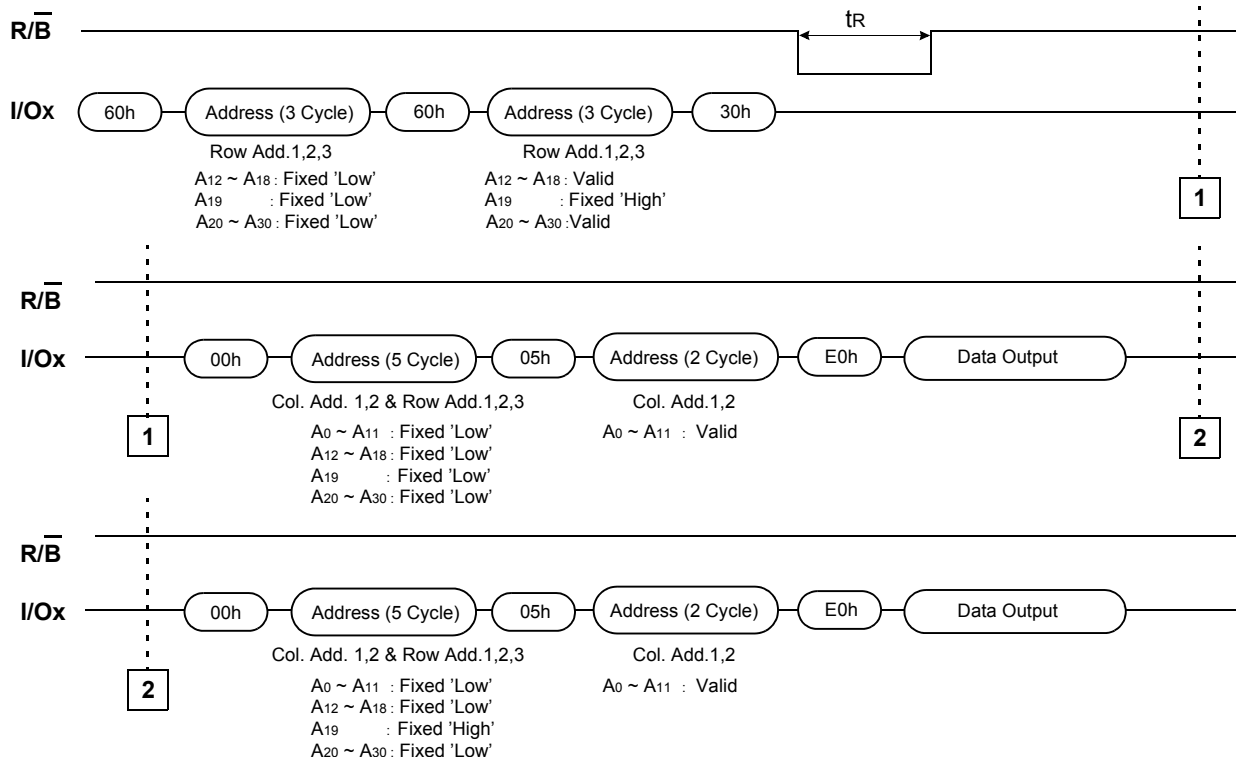 tR
R/B
I/Ox 60h Address (3 Cycle) 60h Address (3 Cycle) 30h
Row Add.1,2,3 Row Add.1,2,3
A12 ~ A18 : Fixed 'Low' A12 ~ A18 : Valid
A19 : Fixed 'Low' A19 : Fixed 'High'
A20 ~ A30 : Fixed 'Low' A20 ~ A30 :Valid
1
R/B
I/Ox 00h Address (5 Cycle) 05h Address (2 Cycle) E0h Data Output
Col. Add. 1,2 & Row Add.1,2,3 Col. Add.1,2
A0 ~ A11 : Fixed 'Low' A0 ~ A11 : Valid
A12 ~ A18 : Fixed 'Low'
A19 : Fixed 'Low'
A20 ~ A30 : Fixed 'Low'
1 2
R/B
I/Ox 00h Address (5 Cycle) 05h Address (2 Cycle) E0h Data Output
Col. Add. 1,2 & Row Add.1,2,3 Col. Add.1,2
A0 ~ A11 : Fixed 'Low' A0 ~ A11 : Valid
A12 ~ A18 : Fixed 'Low'
A19 : Fixed 'High'
A20 ~ A30 : Fixed 'Low'
2